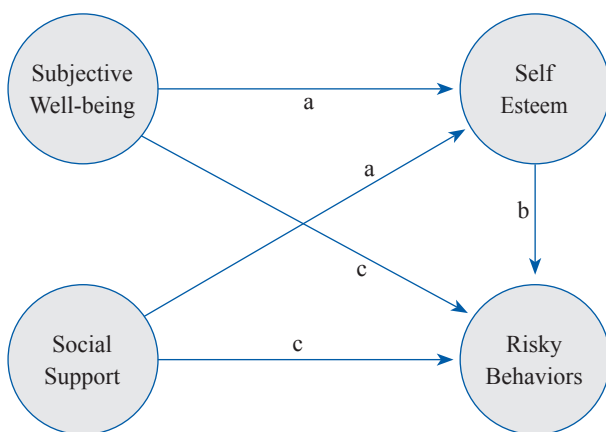 Subjective
Well-being
a
Self
Esteem
a
b
c
Social
Support
c
Risky
Behaviors